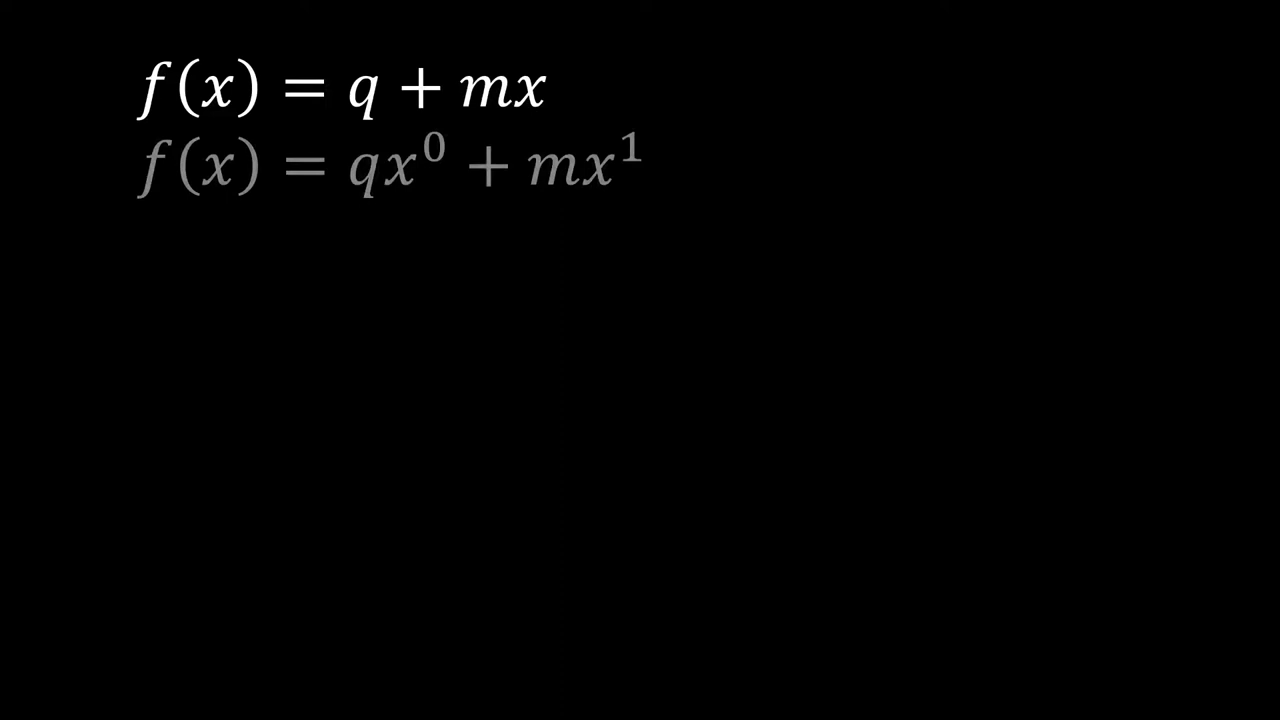 f(x) = q + mx
f(x) = qx⁰ + mx¹